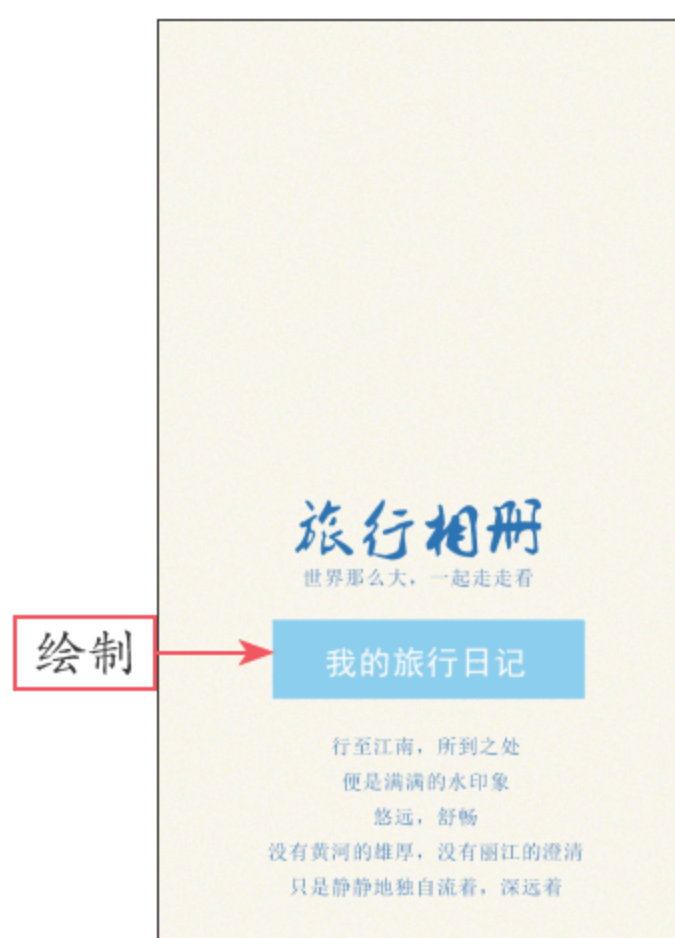 旅行相册
世界那么大，一起走走看
绘制
我的旅行日记
行至江南，所到之处
便是满满的水印象
悠远，舒畅
没有黄河的雄厚，没有丽江的澄清
只是静静地独自流着，深远着